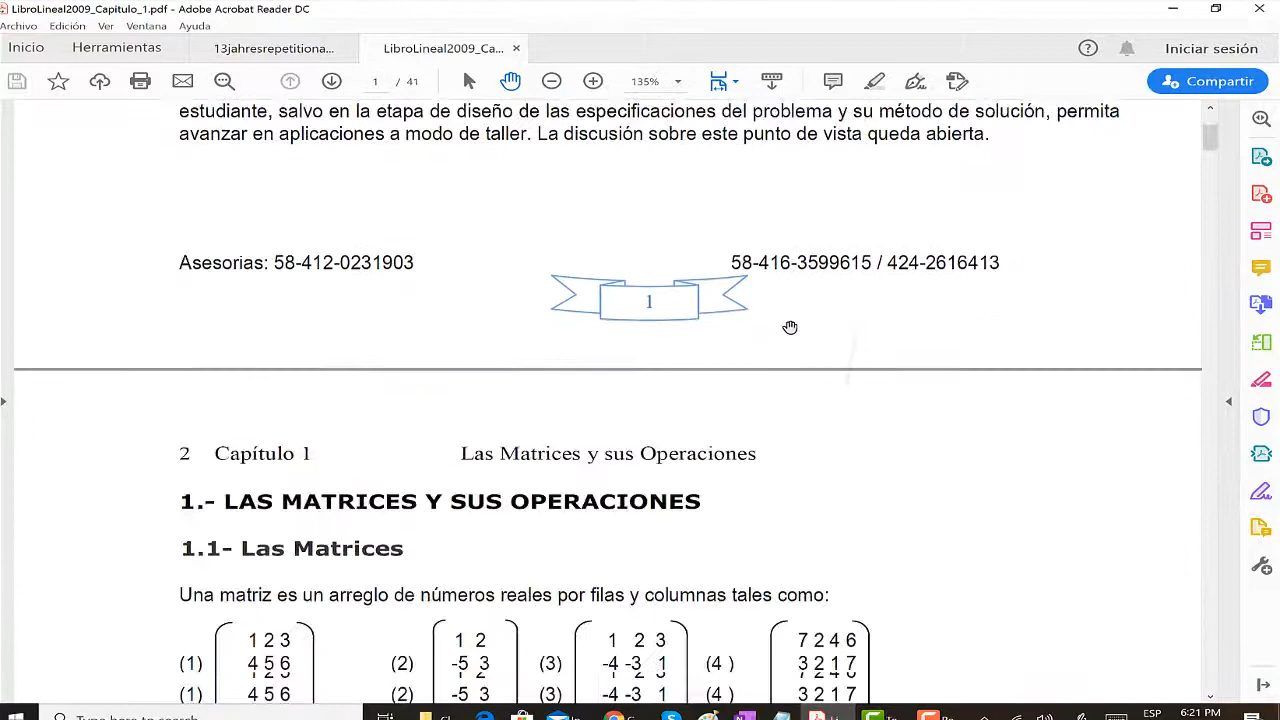 LibroLineal2009_Capitulo_1.pdf - Adobe Acrobat Reader DC
Archivo Edición Ver Ventana Ayuda
Inicio Herramientas 13jahresrepetitiona... LibroLineal2009_Ca... × Iniciar sesión
1 / 41 135% Compartir
estudiante, salvo en la etapa de diseño de las especificaciones del problema y su método de solución, permita
avanzar en aplicaciones a modo de taller. La discusión sobre este punto de vista queda abierta.
Asesorias: 58-412-0231903 58-416-3599615 / 424-2616413
1
2 Capítulo 1 Las Matrices y sus Operaciones
1.- LAS MATRICES Y SUS OPERACIONES
1.1- Las Matrices
Una matriz es un arreglo de números reales por filas y columnas tales como:
1 2 3 1 2 1 2 3 7 2 4 6
(1) 4 5 6 (2) -5 3 (3) -4 -3 1 (4 ) 3 2 1 7
(1) 4 5 6 (2) -5 3 (3) -4 -3 1 (4 ) 3 2 1 7
Type here to search ESP 6:21 PM